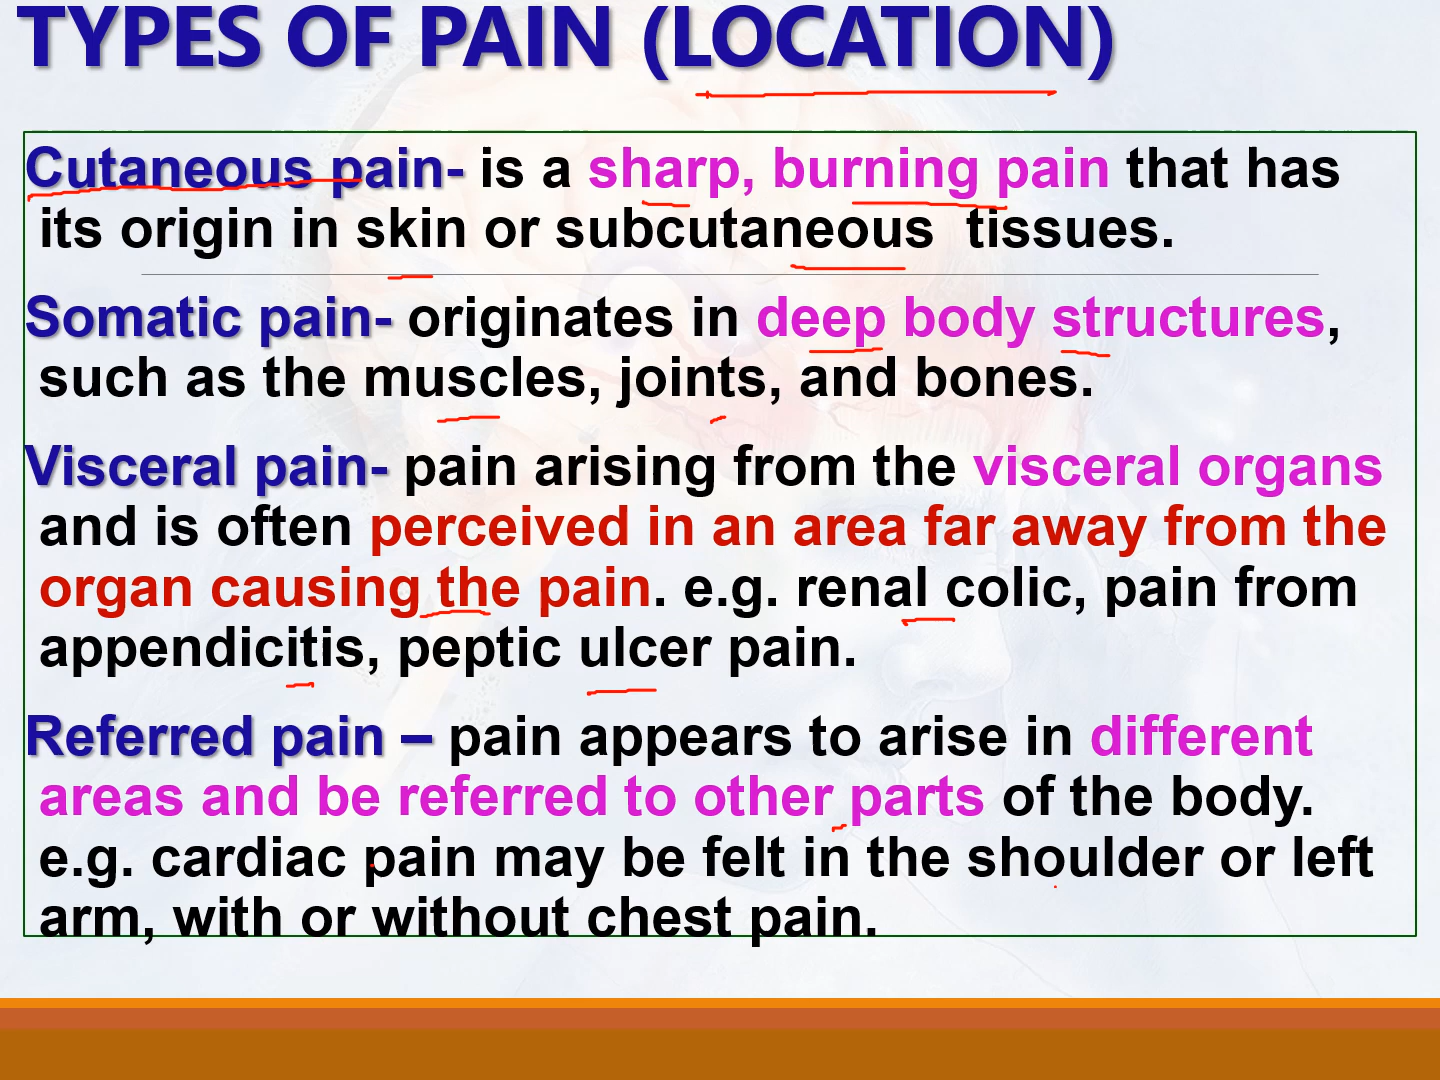 TYPES OF PAIN (LOCATION)
Cutaneous pain- is a sharp, burning pain that has
its origin in skin or subcutaneous tissues.
Somatic pain- originates in deep body structures,
such as the muscles, joints, and bones.
Visceral pain- pain arising from the visceral organs
and is often perceived in an area far away from the
organ causing the pain. e.g. renal colic, pain from
appendicitis, peptic ulcer pain.
Referred pain – pain appears to arise in different
areas and be referred to other parts of the body.
e.g. cardiac pain may be felt in the shoulder or left
arm, with or without chest pain.